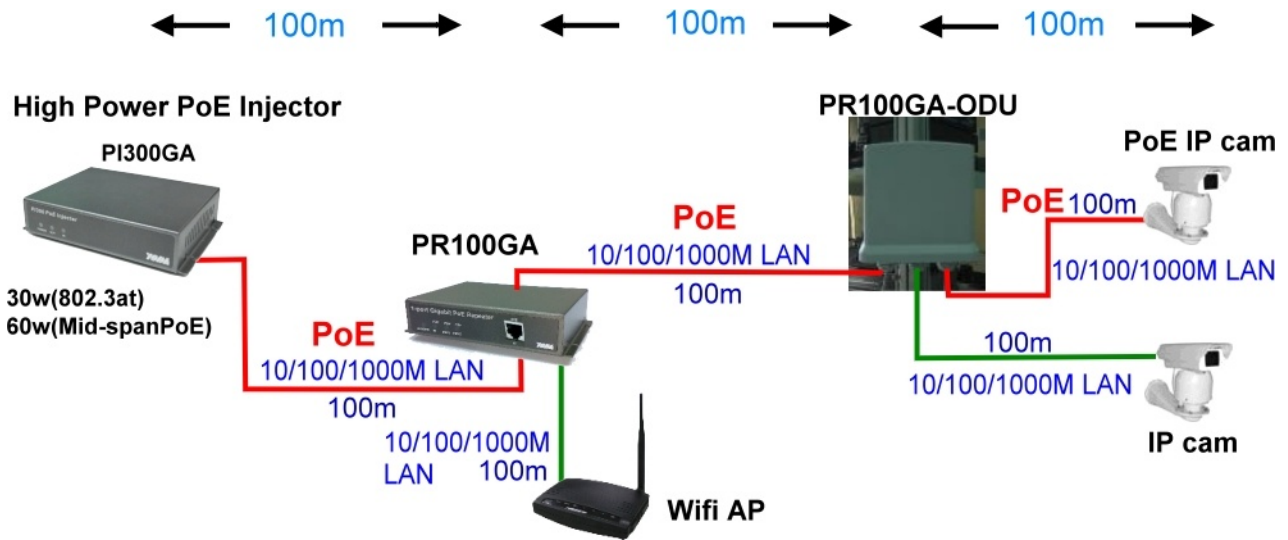 100m
100m
100m
High Power PoE Injector
PI300GA
30w(802.3at)
60w(Mid-spanPoE)
PoE
10/100/1000M LAN
100m
PR100GA
10/100/1000M
LAN
100m
Wifi AP
PoE
10/100/1000M LAN
100m
PR100GA-ODU
PoE
100m
10/100/1000M LAN
PoE IP cam
100m
10/100/1000M LAN
IP cam